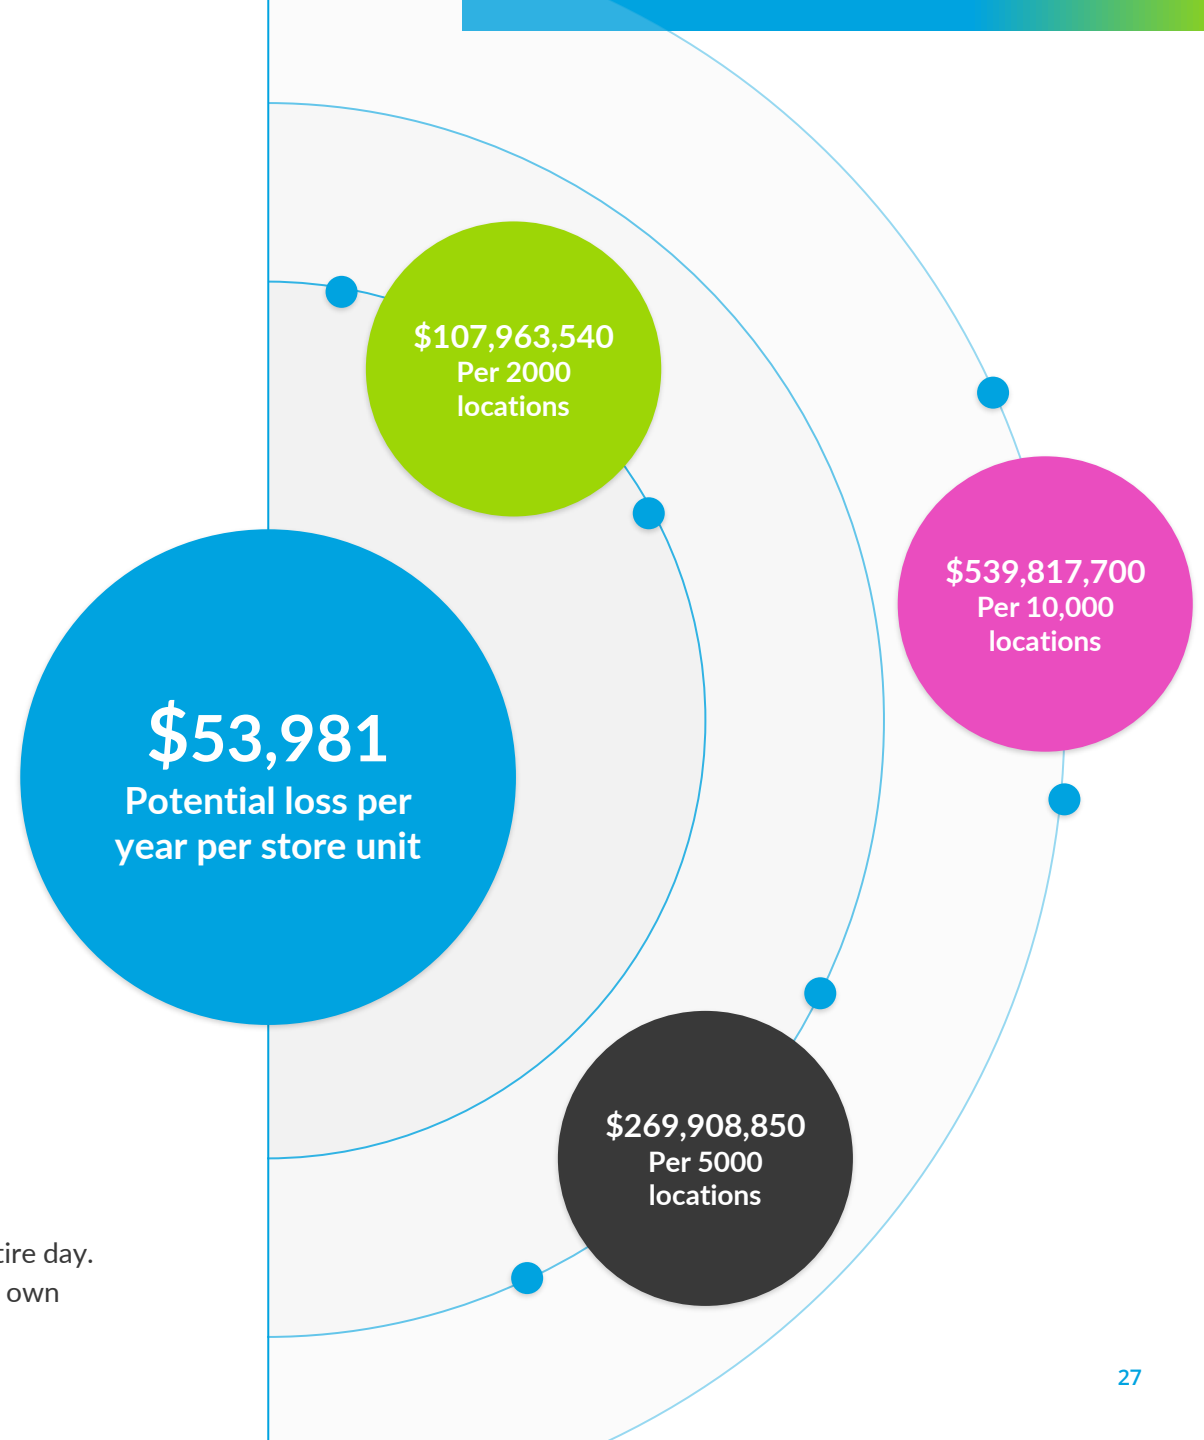 $107,963,540
Per 2000
locations
$539,817,700
Per 10,000
locations
$53,981
Potential loss per
year per store unit
$269,908,850
Per 5000
locations
tire day.
own
27